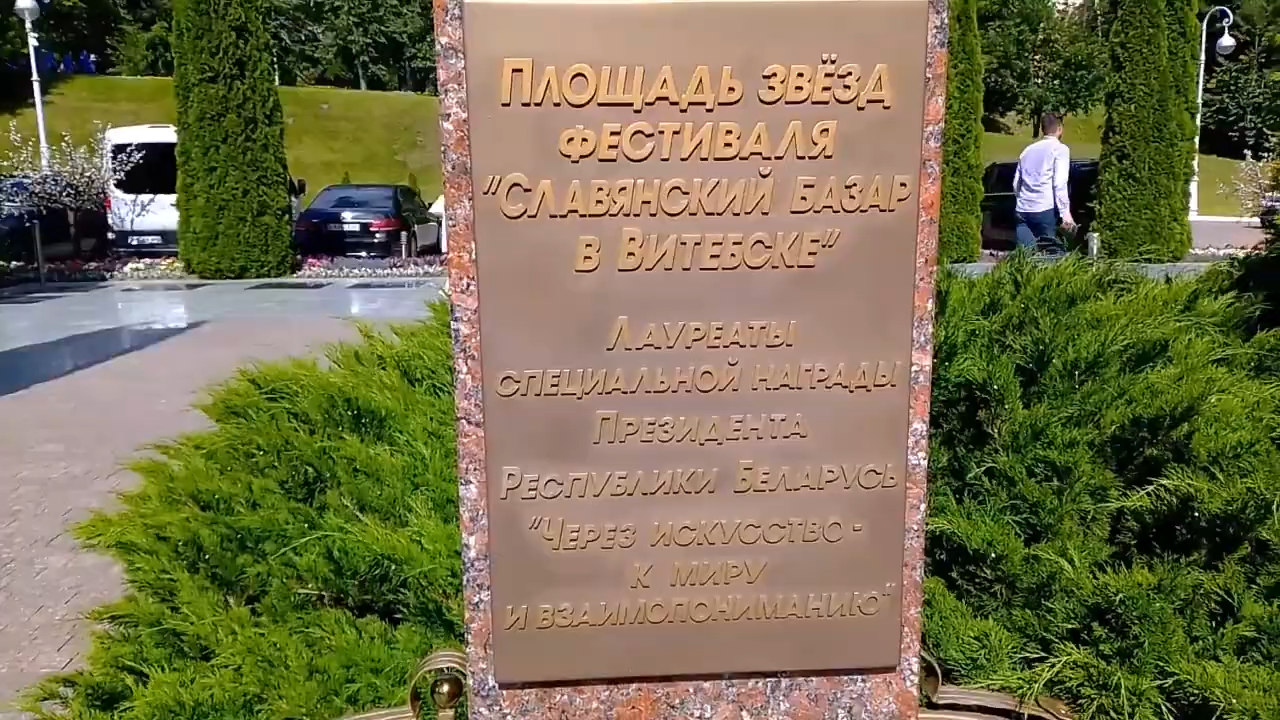 Площадь звёзд
фестиваля
"Славянский базар
в Витебске"
Лауреаты
специальной награды
Президента
Республики Беларусь
"Через искусство -
к миру
и взаимопониманию"